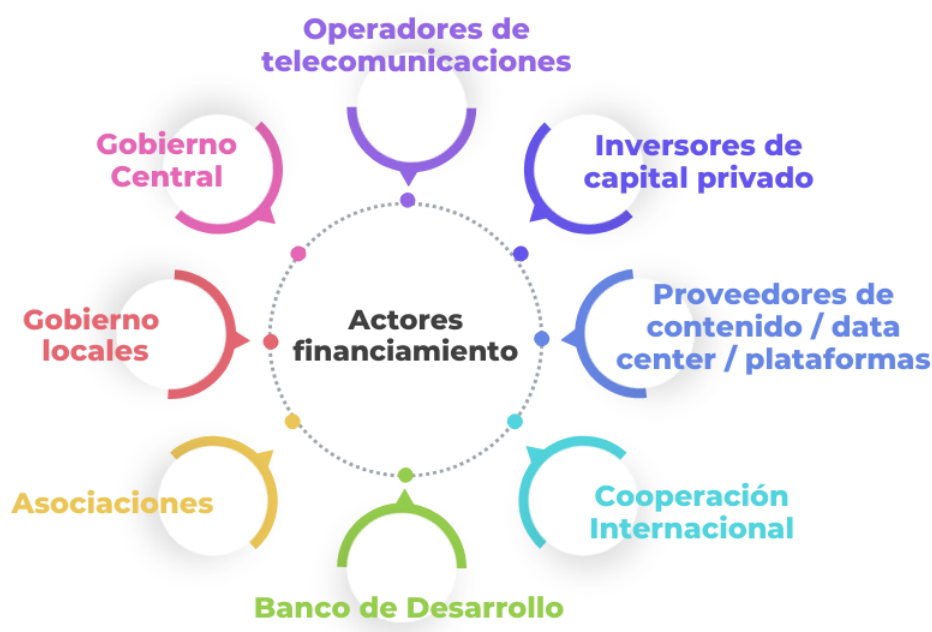 Operadores de
telecomunicaciones
Gobierno
Central
Inversores de
capital privado
Gobierno
locales
Actores
financiamiento
Proveedores de
contenido / data
center / plataformas
Asociaciones
Cooperación
Internacional
Banco de Desarrollo